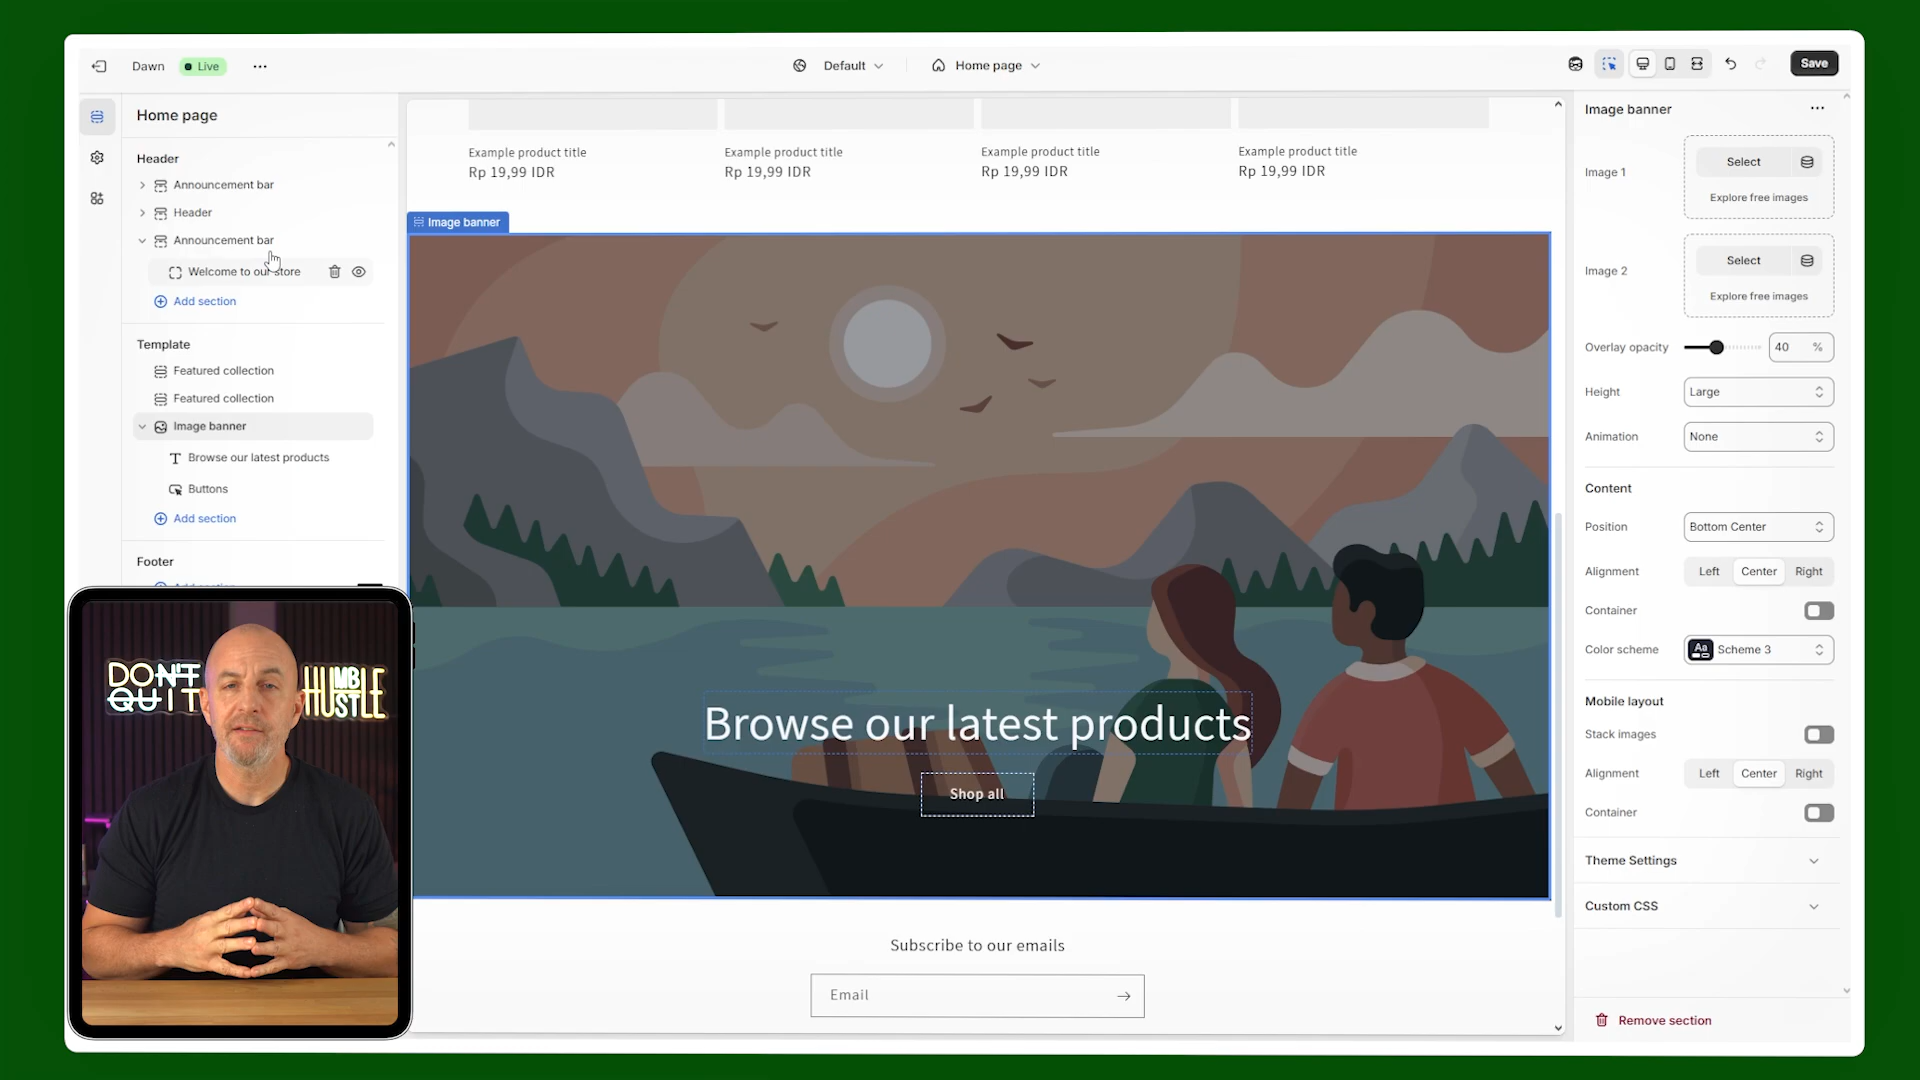 Dawn
Live
Default
Home page
Save
Home page
Header
Announcement bar
Header
Announcement bar
Welcome to our store
Add section
Template
Featured collection
Featured collection
Image banner
Browse our latest products
Buttons
Add section
Footer
DON'T
QUIT
HUMBLE
HUSTLE
Example product title
Rp 19,99 IDR
Example product title
Rp 19,99 IDR
Example product title
Rp 19,99 IDR
Example product title
Rp 19,99 IDR
Image banner
Browse our latest products
Shop all
Subscribe to our emails
Email
Image banner
Image 1
Select
Explore free images
Image 2
Select
Explore free images
Overlay opacity
40 %
Height
Large
Animation
None
Content
Position
Bottom Center
Alignment
Left
Center
Right
Container
Color scheme
Aa
Scheme 3
Mobile layout
Stack images
Alignment
Left
Center
Right
Container
Theme Settings
Custom CSS
Remove section